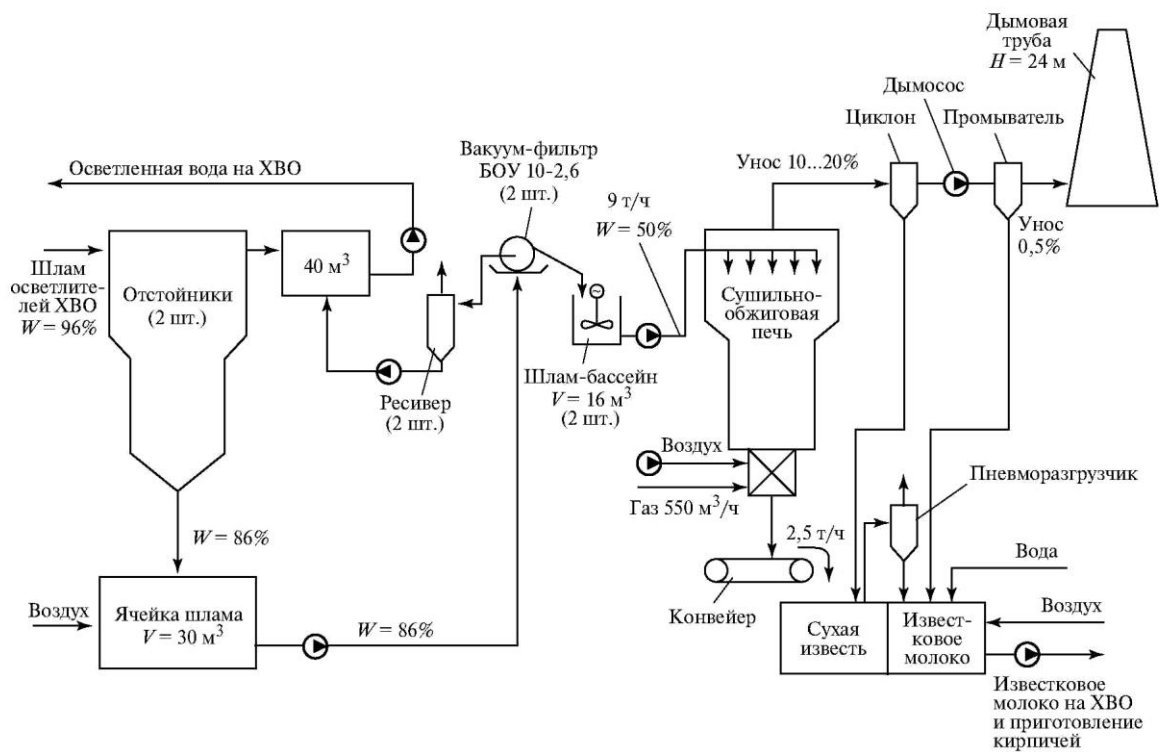 Дымовая
труба
H = 24 м
Дымосос
Циклон
Промыватель
Вакуум-фильтр
БОУ 10-2,6
(2 шт.)
Осветленная вода на ХВО
Унос 10...20%
9 т/ч
W = 50%
Унос
0,5%
Шлам
осветлите-
лей ХВО
W = 96%
Отстойники
(2 шт.)
40 м³
Сушильно-
обжиговая
печь
Ресивер
(2 шт.)
Шлам-бассейн
V = 16 м³
(2 шт.)
Воздух
Газ 550 м³/ч
Пневморазгрузчик
W = 86%
2,5 т/ч
Вода
Конвейер
Воздух
Ячейка шлама
V = 30 м³
W = 86%
Сухая
известь
Извест-
ковое
молоко
Воздух
Известковое
молоко на ХВО
и приготовление
кирпичей